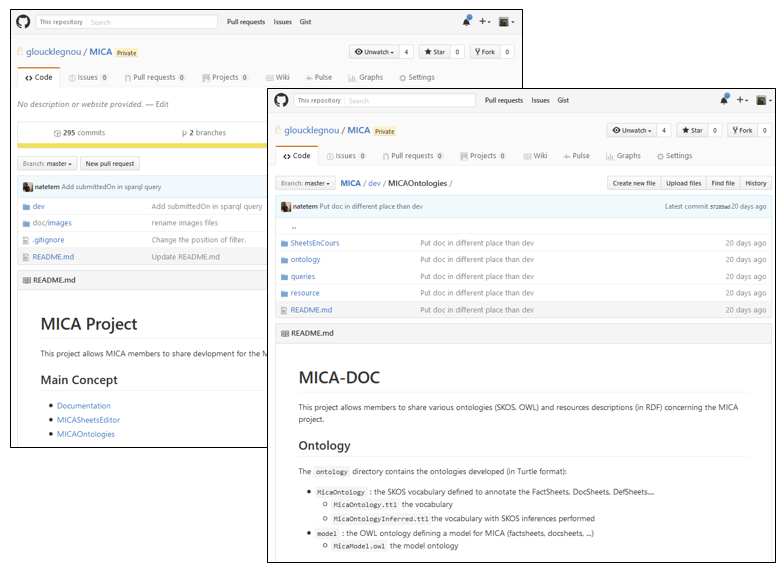 This repository Search Pull requests Issues Gist
gloucklegnou / MICA Private Unwatch 4 Star 0 Fork 0
Code Issues 0 Pull requests 0 Projects 0 Wiki Pulse Graphs Settings
No description or website provided. — Edit
295 commits 2 branches
Branch: master New pull request
natetem Add submittedOn in sparql query
dev Add submittedOn in sparql query
doc/images rename images files
.gitignore Change the position of filter.
README.md Update README.md
README.md
MICA Project
This project allows MICA members to share devlopment for the M
Main Concept
Documentation
MICASheetsEditor
MICAOntologies
This repository Search Pull requests Issues Gist
gloucklegnou / MICA Private Unwatch 4 Star 0 Fork 0
Code Issues 0 Pull requests 0 Projects 0 Wiki Pulse Graphs Settings
Branch: master MICA / dev / MICAOntologies / Create new file Upload files Find file History
natetem Put doc in different place than dev Latest commit 20 days ago
..
SheetsEnCours Put doc in different place than dev 20 days ago
ontology Put doc in different place than dev 20 days ago
queries Put doc in different place than dev 20 days ago
resource Put doc in different place than dev 20 days ago
README.md Put doc in different place than dev 20 days ago
README.md
MICA-DOC
This project allows members to share various ontologies (SKOS, OWL) and resources descriptions (in RDF) concerning the MICA
project.
Ontology
The ontology directory contains the ontologies developed (in Turtle format):
MicaOntology : the SKOS vocabulary defined to annotate the FactSheets, DocSheets, DefSheets....
MicaOntology.ttl the vocabulary
MicaOntologyInferred.ttl the vocabulary with SKOS inferences performed
model : the OWL ontology defining a model for MICA (factsheets, docsheets, ...)
MicaModel.owl the model ontology